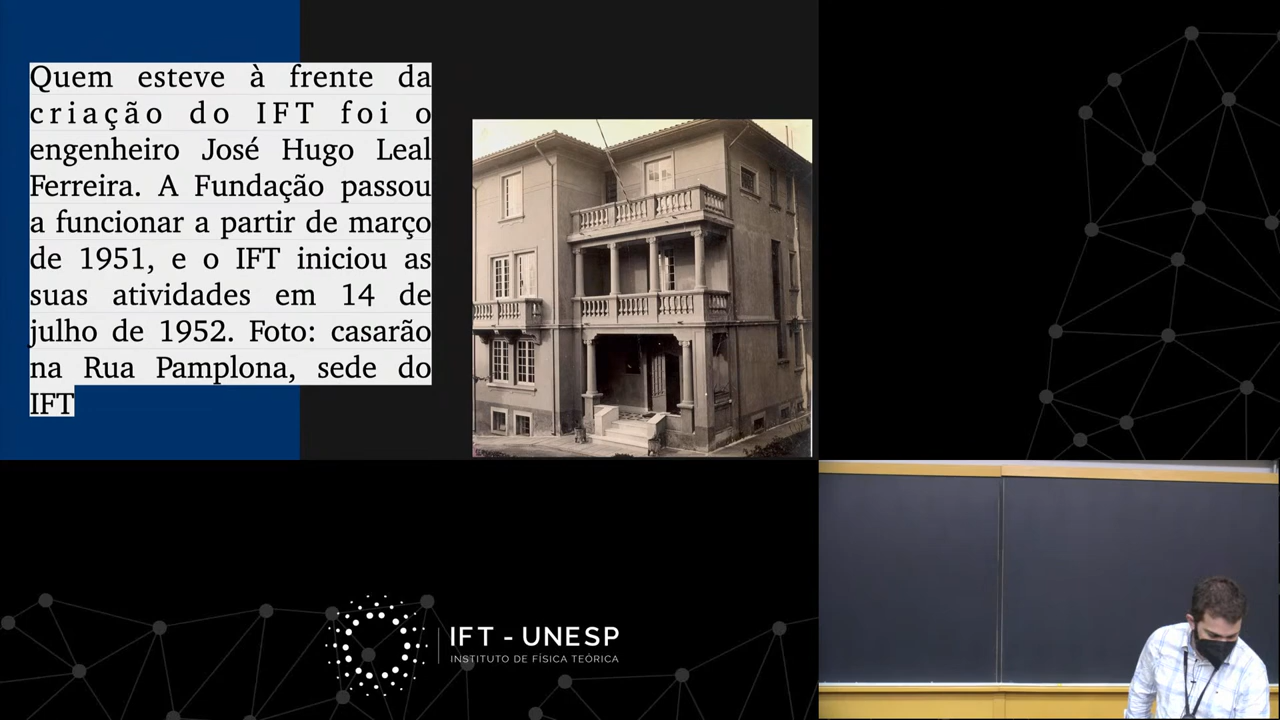 Quem esteve à frente da
criação do IFT foi o
engenheiro José Hugo Leal
Ferreira. A Fundação passou
a funcionar a partir de março
de 1951, e o IFT iniciou as
suas atividades em 14 de
julho de 1952. Foto: casarão
na Rua Pamplona, sede do
IFT
IFT - UNESP
INSTITUTO DE FÍSICA TEÓRICA